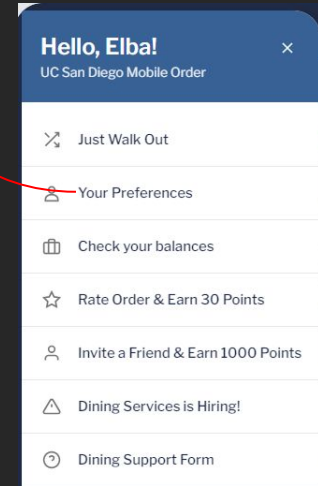 Hello, Elba!
UC San Diego Mobile Order
Just Walk Out
Your Preferences
Check your balances
Rate Order & Earn 30 Points
Invite a Friend & Earn 1000 Points
Dining Services is Hiring!
Dining Support Form